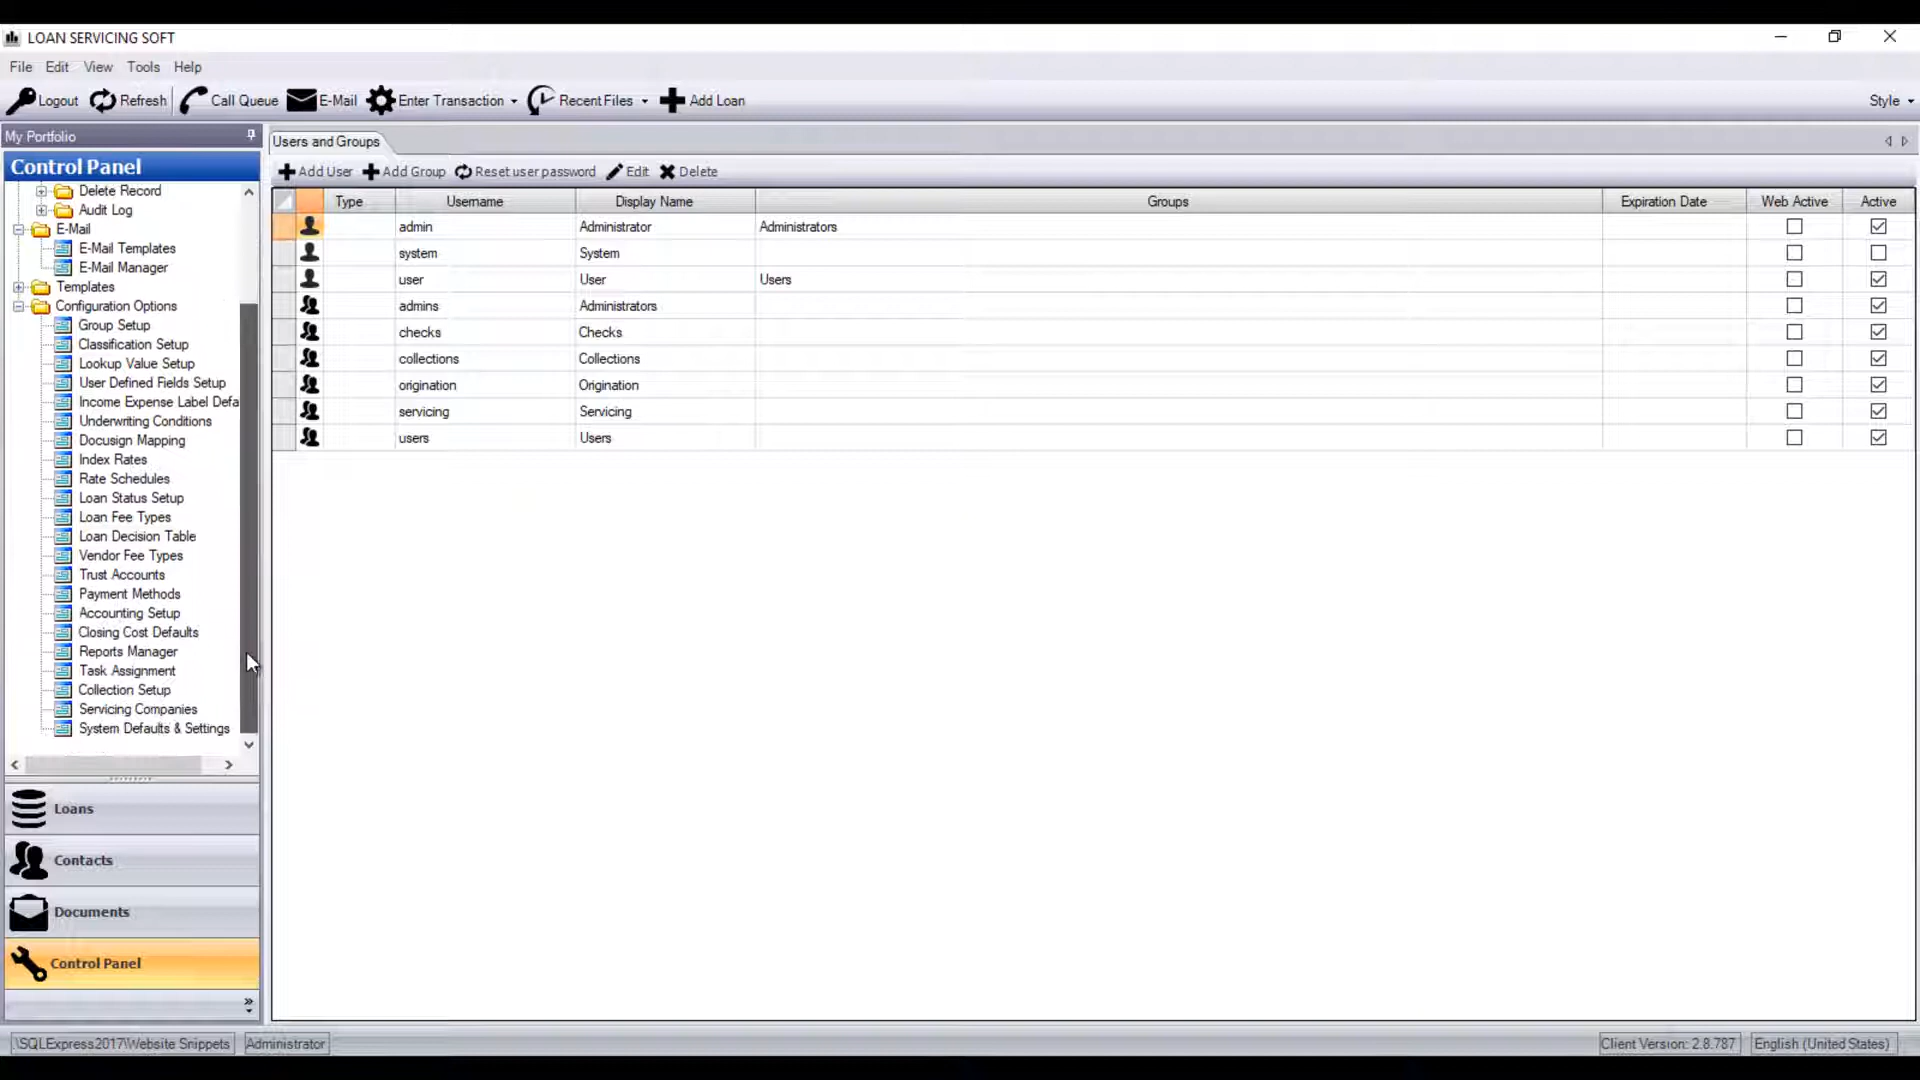 LOAN SERVICING SOFT
File Edit View Tools Help
Logout Refresh Call Queue E-Mail Enter Transaction Recent Files Add Loan Style
My Portfolio
Users and Groups
Control Panel
Add User Add Group Reset user password Edit Delete
Delete Record
Audit Log
E-Mail
E-Mail Templates
E-Mail Manager
Templates
Configuration Options
Group Setup
Classification Setup
Lookup Value Setup
User Defined Fields Setup
Income Expense Label Defa
Underwriting Conditions
Docusign Mapping
Index Rates
Rate Schedules
Loan Status Setup
Loan Fee Types
Loan Decision Table
Vendor Fee Types
Trust Accounts
Payment Methods
Accounting Setup
Closing Cost Defaults
Reports Manager
Task Assignment
Collection Setup
Servicing Companies
System Defaults & Settings
Loans
Contacts
Documents
Control Panel
Type Username Display Name Groups Expiration Date Web Active Active
admin Administrator Administrators
system System
user User Users
admins Administrators
checks Checks
collections Collections
origination Origination
servicing Servicing
users Users
.\SQLExpress2017\Website Snippets Administrator Client Version: 2.8.787 English (United States)